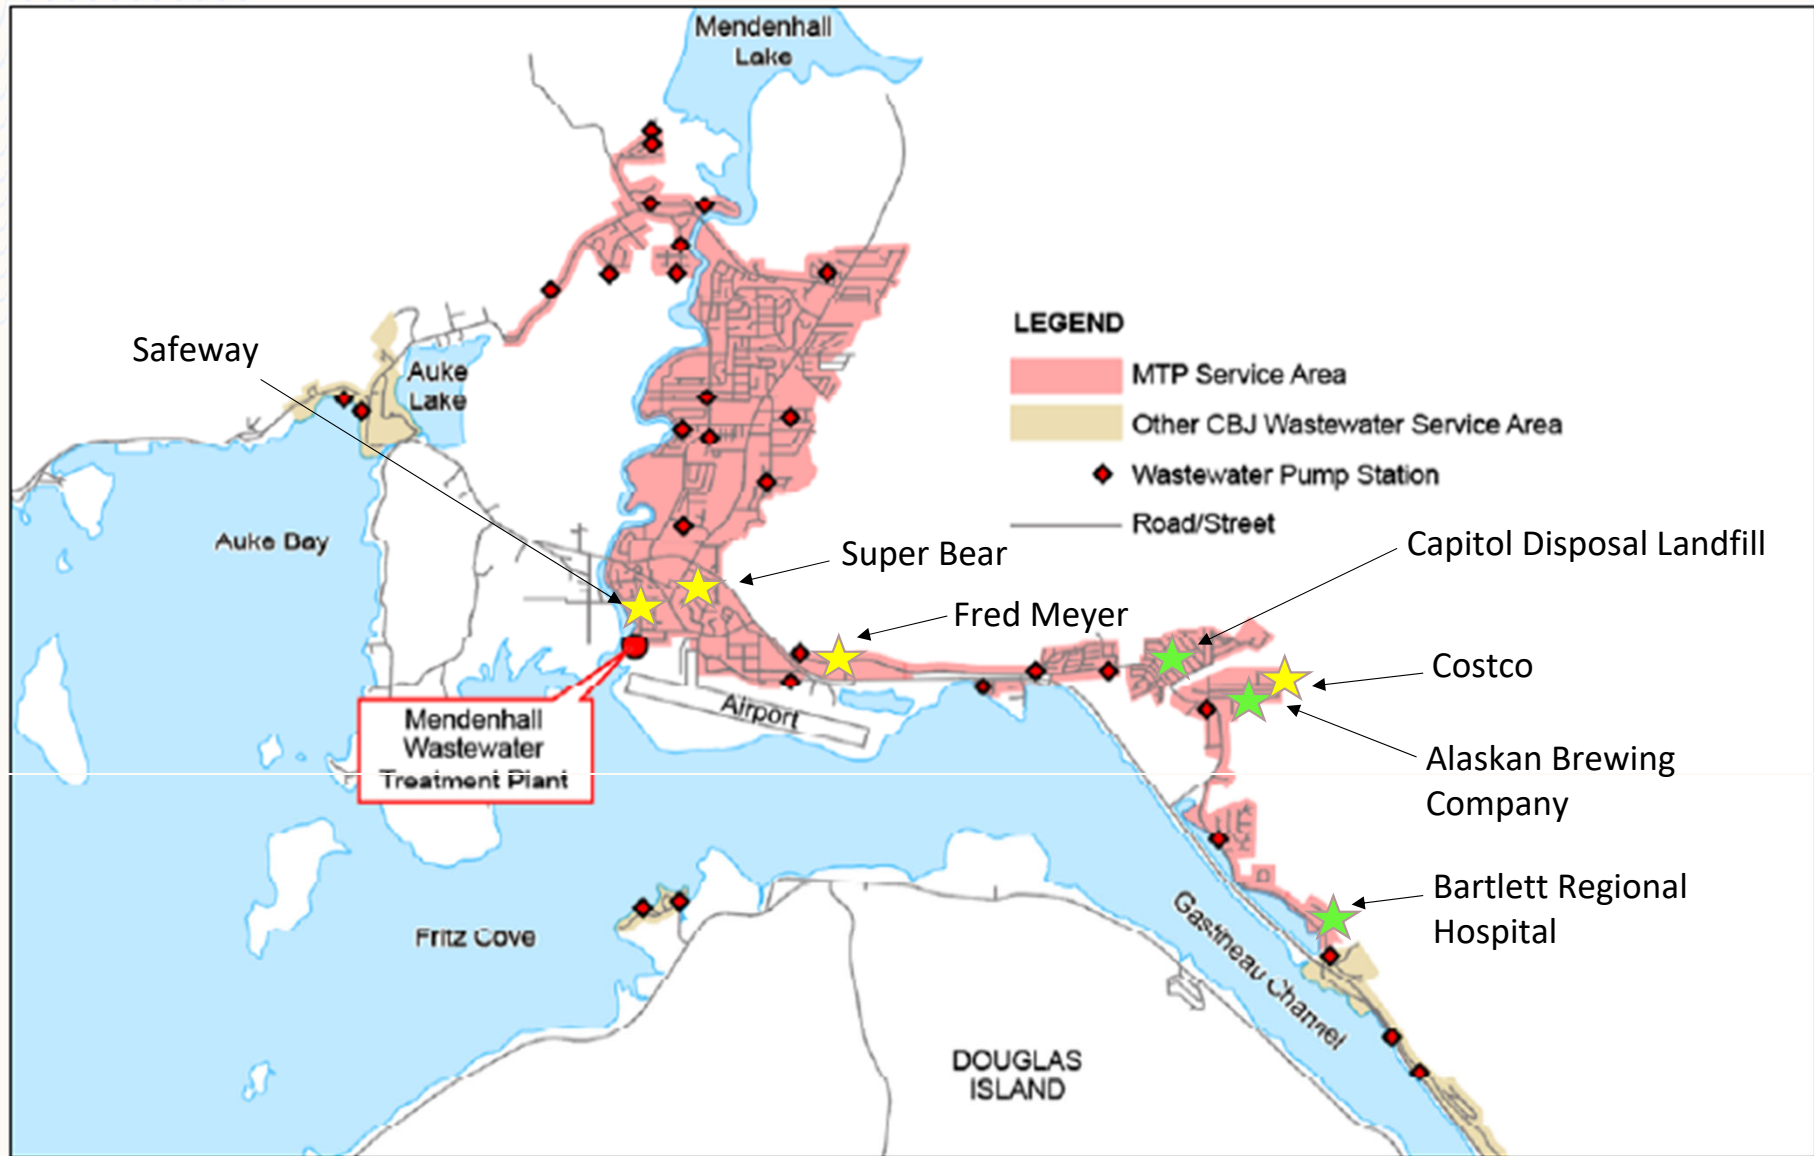 Mendenhall
Lake
Safeway
Auke
Lake
LEGEND
MTP Service Area
Other CBJ Wastewater Service Area
Wastewater Pump Station
Road/Street
Auke Bay
Super Bear
Capitol Disposal Landfill
Fred Meyer
Costco
Airport
Mendenhall
Wastewater
Treatment Plant
Alaskan Brewing
Company
Bartlett Regional
Hospital
Fritz Cove
Gastineau Channel
DOUGLAS
ISLAND